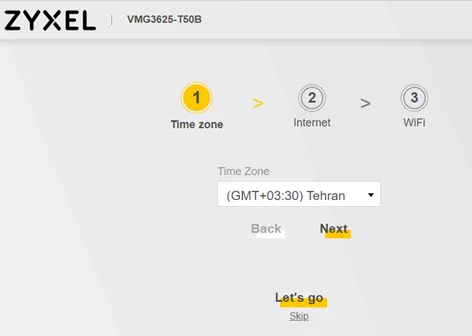 ZYXEL | VMG3625-T50B
1 > 2 > 3
Time zone Internet WiFi
Time Zone
(GMT+03:30) Tehran
Back Next
Let's go
Skip